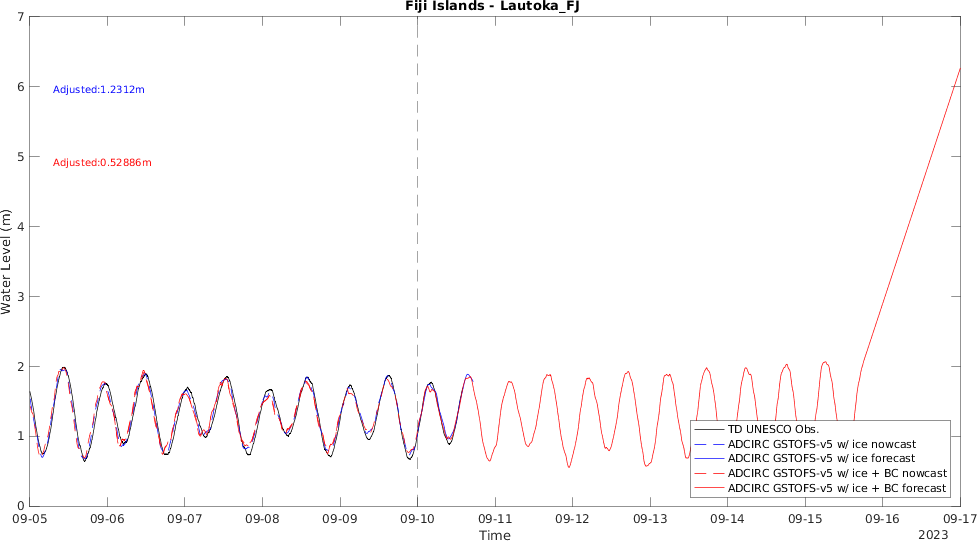 Fiji Islands - Lautoka_FJ
7
6
5
4
3
2
1
0
Water Level (m)
Adjusted:1.2312m
Adjusted:0.52886m
TD UNESCO Obs.
ADCIRC GSTOFS-v5 w/ ice nowcast
ADCIRC GSTOFS-v5 w/ ice forecast
ADCIRC GSTOFS-v5 w/ ice + BC nowcast
ADCIRC GSTOFS-v5 w/ ice + BC forecast
09-05 09-06 09-07 09-08 09-09 09-10 09-11 09-12 09-13 09-14 09-15 09-16 09-17
Time
2023